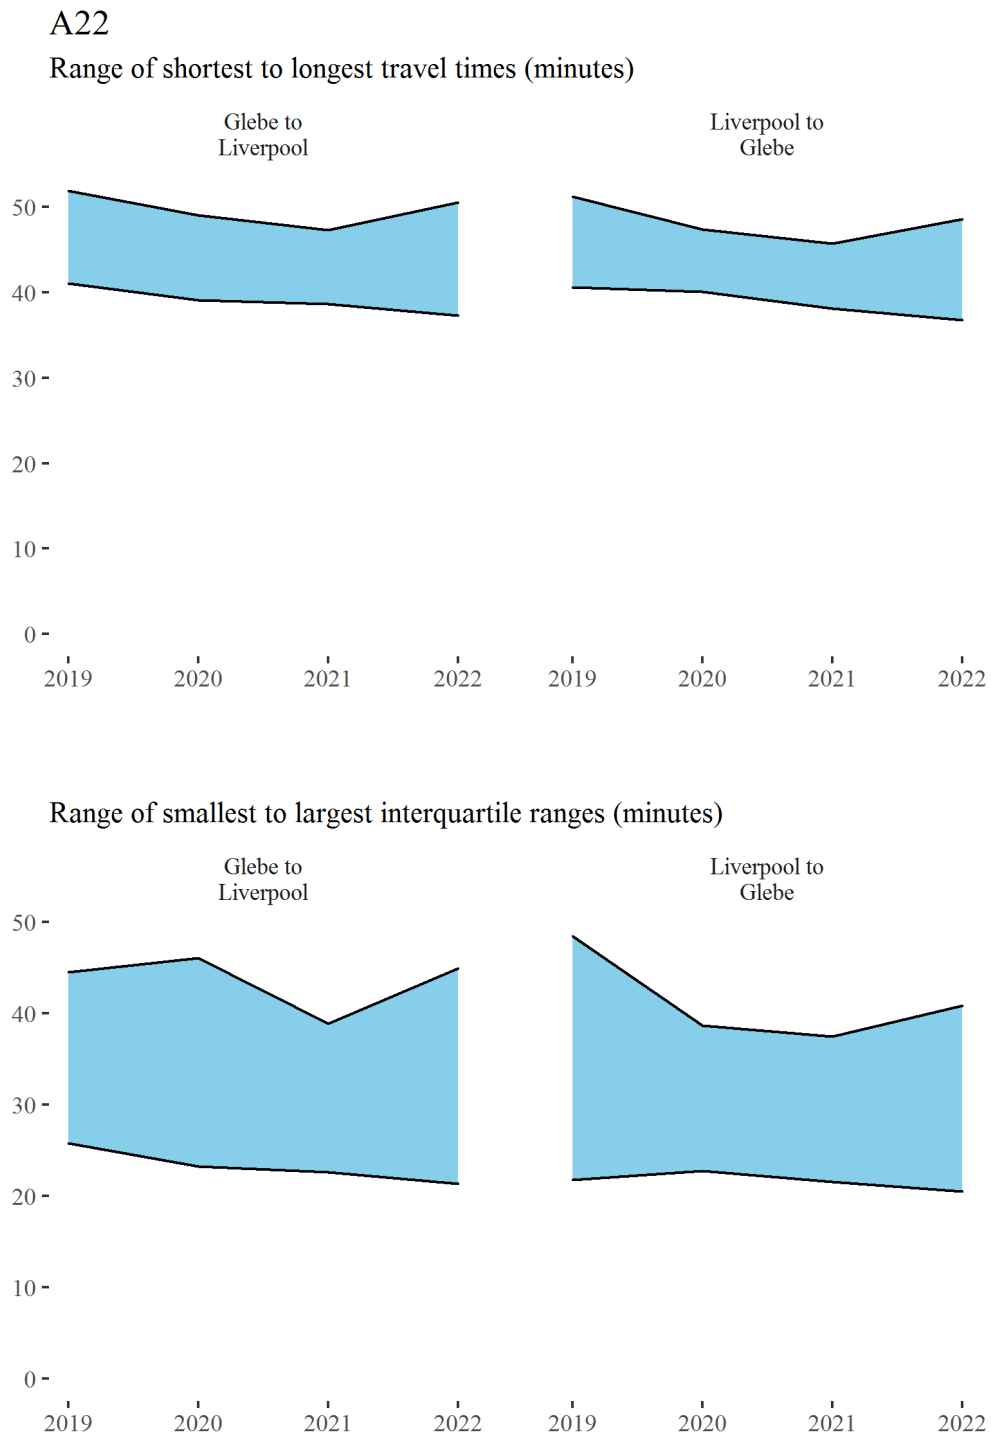 A22
Range of shortest to longest travel times (minutes)
Glebe to
Liverpool
Liverpool to
Glebe
50
40
30
20
10
0
2019 2020 2021 2022 2019 2020 2021 2022
Range of smallest to largest interquartile ranges (minutes)
Glebe to
Liverpool
Liverpool to
Glebe
50
40
30
20
10
0
2019 2020 2021 2022 2019 2020 2021 2022